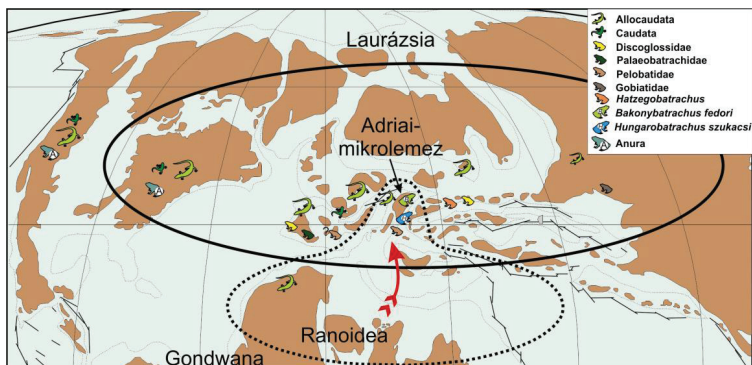 Laurázsia
Adriai-
mikrolemez
Ranoidea
Gondwana
Allocaudata
Caudata
Discoglossidae
Palaeobatrachidae
Pelobatidae
Gobiatidae
Hatzegobatrachus
Bakonybatrachus fedori
Hungarobatrachus szukacsi
Anura
A
A
A